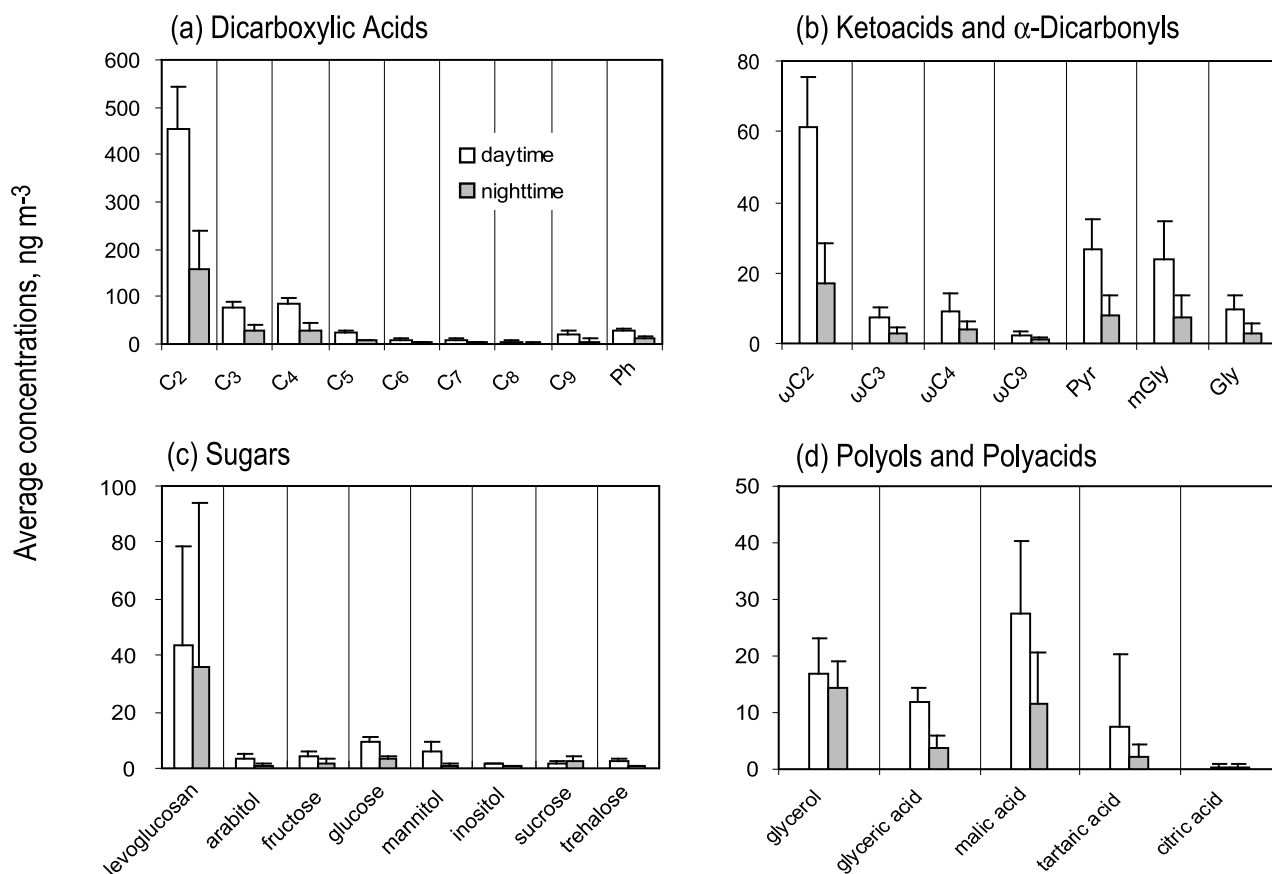 (a) Dicarboxylic Acids
(b) Ketoacids and α-Dicarbonyls
Average concentrations, ng m-3
600
500
400
300
200
100
0
daytime
nighttime
C2 C3 C4 C5 C6 C7 C8 C9 Ph
80
60
40
20
0
ωC2 ωC3 ωC4 ωC9 Pyr mGly Gly
(c) Sugars
(d) Polyols and Polyacids
100
80
60
40
20
0
levoglucosan arabitol fructose glucose mannitol inositol sucrose trehalose
50
40
30
20
10
0
glycerol glyceric acid malic acid tartaric acid citric acid